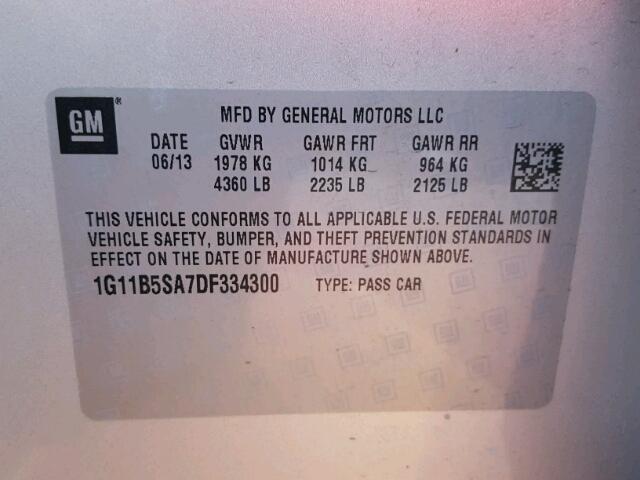 GM®
MFD BY GENERAL MOTORS LLC
DATE GVWR GAWR FRT GAWR RR
06/13 1978 KG 1014 KG 964 KG
4360 LB 2235 LB 2125 LB
THIS VEHICLE CONFORMS TO ALL APPLICABLE U.S. FEDERAL MOTOR
VEHICLE SAFETY, BUMPER, AND THEFT PREVENTION STANDARDS IN
EFFECT ON THE DATE OF MANUFACTURE SHOWN ABOVE.
1G11B5SA7DF334300 TYPE: PASS CAR